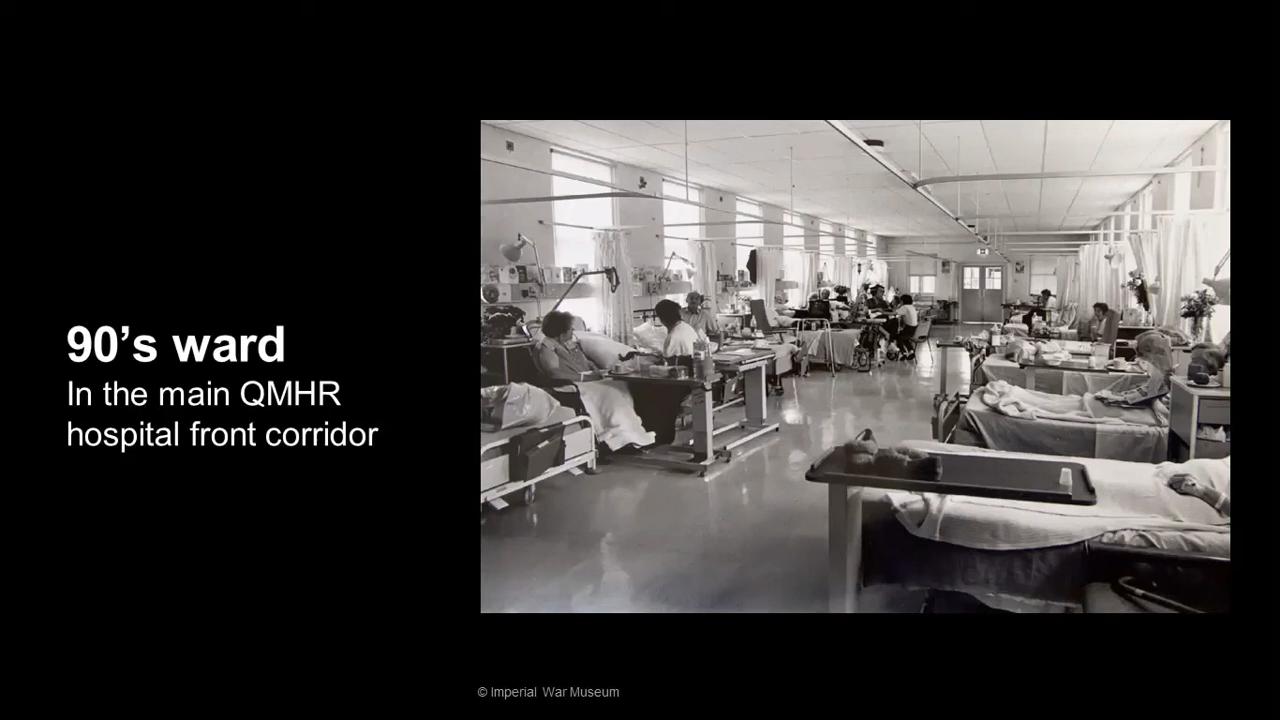 90’s ward
In the main QMHR
hospital front corridor
© Imperial War Museum